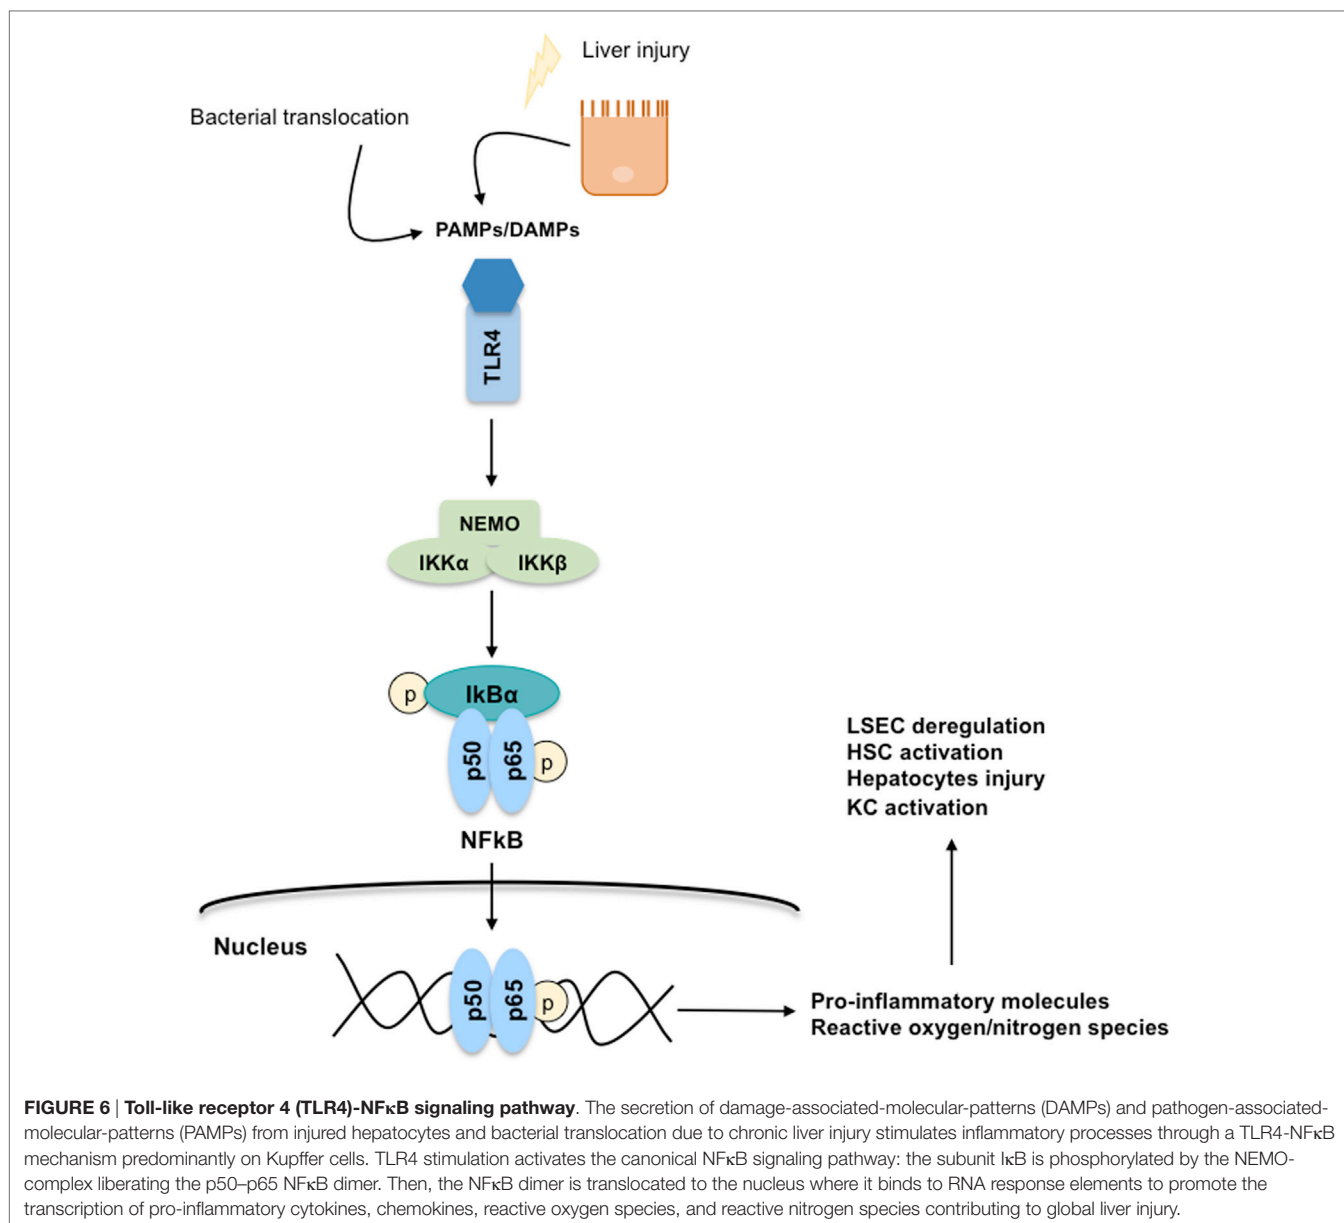 Liver injury
Bacterial translocation
PAMPs/DAMPs
TLR4
NEMO
IKKα IKKβ
p IkBα
p50 p65 p
NFkB
LSEC deregulation
HSC activation
Hepatocytes injury
KC activation
Nucleus
p50 p65 p
Pro-inflammatory molecules
Reactive oxygen/nitrogen species
FIGURE 6 | Toll-like receptor 4 (TLR4)-NFκB signaling pathway. The secretion of damage-associated-molecular-patterns (DAMPs) and pathogen-associated-
molecular-patterns (PAMPs) from injured hepatocytes and bacterial translocation due to chronic liver injury stimulates inflammatory processes through a TLR4-NFκB
mechanism predominantly on Kupffer cells. TLR4 stimulation activates the canonical NFκB signaling pathway: the subunit IκB is phosphorylated by the NEMO-
complex liberating the p50–p65 NFκB dimer. Then, the NFκB dimer is translocated to the nucleus where it binds to RNA response elements to promote the
transcription of pro-inflammatory cytokines, chemokines, reactive oxygen species, and reactive nitrogen species contributing to global liver injury.